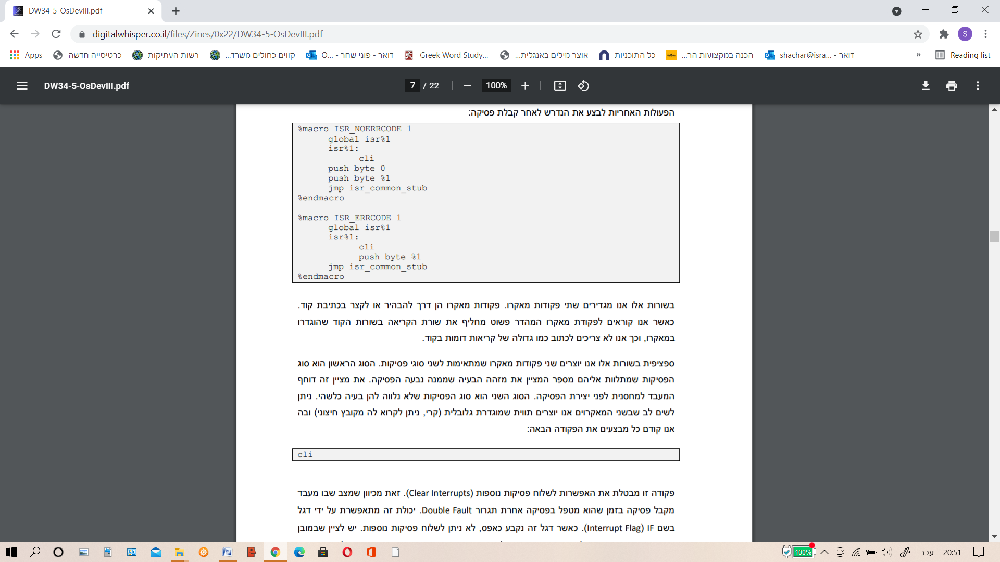 DW34-5-OsDevIII.pdf
digitalwhisper.co.il/files/Zines/0x22/DW34-5-OsDevIII.pdf
S
Apps
כרטיסייה חדשה
רשות העתיקות
קווים כחולים משרד...
דואר - פוני שחר - O...
Greek Word Study...
אוצר מילים באנגלית...
כל התוכניות
הכנה במקצועות הר...
דואר - shachar@isra...
»
Reading list
DW34-5-OsDevIII.pdf
7 / 22
100%
הפעולות האחריות לבצע את הנדרש לאחר קבלת פסיקה:
%macro ISR_NOERRCODE 1
global isr%1
isr%1:
cli
push byte 0
push byte %1
jmp isr_common_stub
%endmacro
%macro ISR_ERRCODE 1
global isr%1
isr%1:
cli
push byte %1
jmp isr_common_stub
%endmacro
בשורות אלו אנו מגדירים שתי פקודות מאקרו. פקודות מאקרו הן דרך להבהיר או לקצר בכתיבת קוד.
כאשר אנו קוראים לפקודת מאקרו המהדר פשוט מחליף את שורת הקריאה בשורות הקוד שהוגדרו
במאקרו, וכך אנו לא צריכים לכתוב כמו גדולה של קריאות דומות בקוד.
ספציפית בשורות אלו אנו יוצרים שני פקודות מאקרו שמתאימות לשני סוגי פסיקות. הסוג הראשון הוא סוג
הפסיקות שמתלוות אליהם מספר המציין את מזהה הבעיה שממנה נבעה הפסיקה. את מציין זה דוחף
המעבד למחסנית לפני יצירת הפסיקה. הסוג השני הוא סוג הפסיקות שלא נלווה להן בעיה כלשהי. ניתן
לשים לב שבשני המאקרוים אנו יוצרים תווית שמוגדרת גלובלית (קרי, ניתן לקרוא לה מקובץ חיצוני) ובה
אנו קודם כל מבצעים את הפקודה הבאה:
cli
פקודה זו מבטלת את האפשרות לשלוח פסיקות נוספות (Clear Interrupts). זאת מכיוון שמצב שבו מעבד
מקבל פסיקה בזמן שהוא מטפל בפסיקה אחרת תגרור Double Fault. יכולת זה מתאפשרת על ידי דגל
בשם IF (Interrupt Flag). כאשר דגל זה נקבע כאפס, לא ניתן לשלוח פסיקות נוספות. יש לציין שבמובן
100%
עבר
20:51